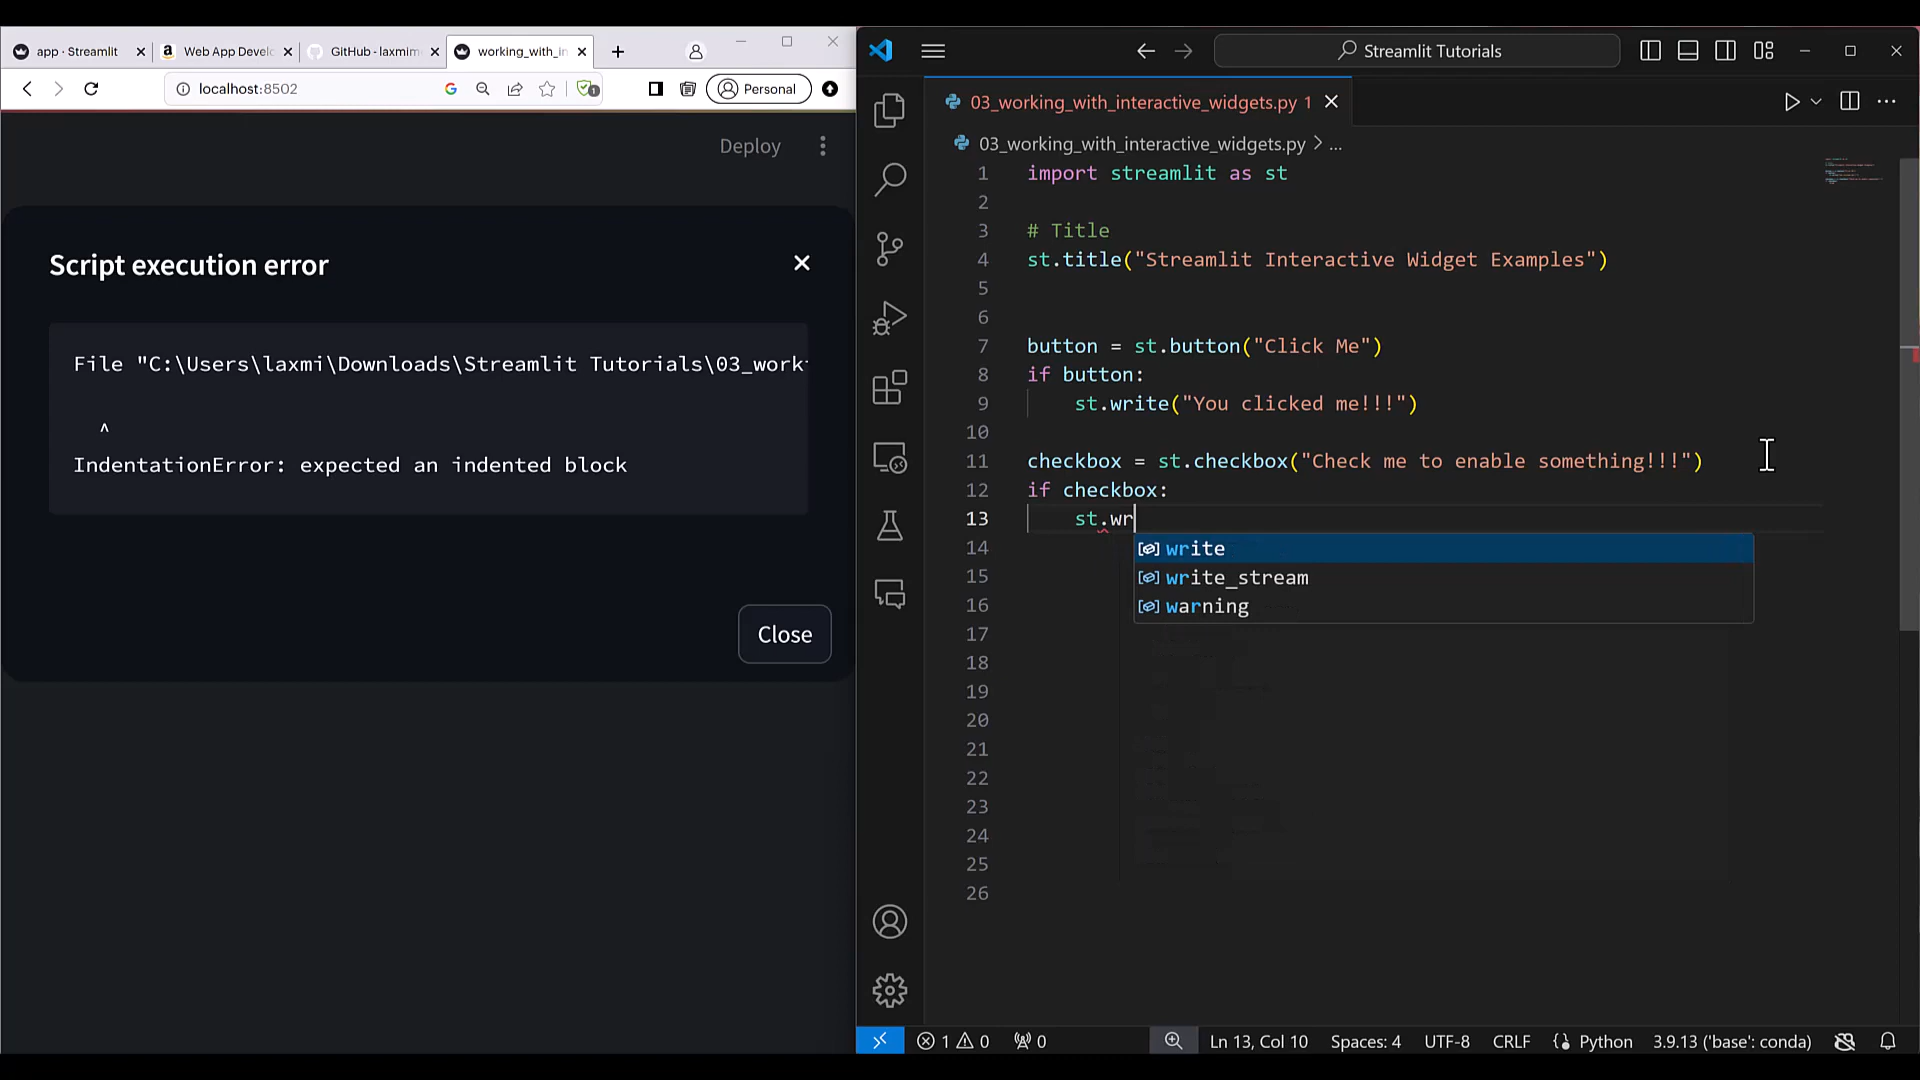 app · Streamlit
Web App Devel
GitHub - laxmim
working_with_in
localhost:8502
1
Personal
Deploy
Script execution error
File "C:\Users\laxmi\Downloads\Streamlit Tutorials\03_work
^
IndentationError: expected an indented block
Close
Streamlit Tutorials
03_working_with_interactive_widgets.py 1
03_working_with_interactive_widgets.py > ...
1 import streamlit as st
2
3 # Title
4 st.title("Streamlit Interactive Widget Examples")
5
6
7 button = st.button("Click Me")
8 if button:
9 st.write("You clicked me!!!")
10
11 checkbox = st.checkbox("Check me to enable something!!!")
12 if checkbox:
13 st.wr
14 write
15 write_stream
16 warning
17
18
19
20
21
22
23
24
25
26
1 0 0 Ln 13, Col 10 Spaces: 4 UTF-8 CRLF Python 3.9.13 ('base': conda)